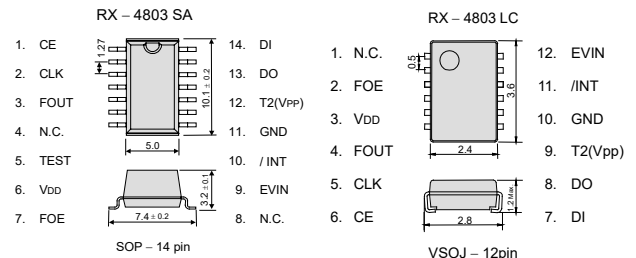 RX – 4803 SA
1. CE
2. CLK
3. FOUT
4. N.C.
5. TEST
6. VDD
7. FOE
1.27
10.1 ± 0.2
5.0
3.2 ± 0.1
7.4 ± 0.2
14. DI
13. DO
12. T2(VPP)
11. GND
10. / INT
9. EVIN
8. N.C.
SOP – 14 pin
RX – 4803 LC
1. N.C.
2. FOE
3. VDD
4. FOUT
5. CLK
6. CE
0.5
3.6
2.4
1.2 Max.
2.8
12. EVIN
11. /INT
10. GND
9. T2(Vpp)
8. DO
7. DI
VSOJ – 12pin